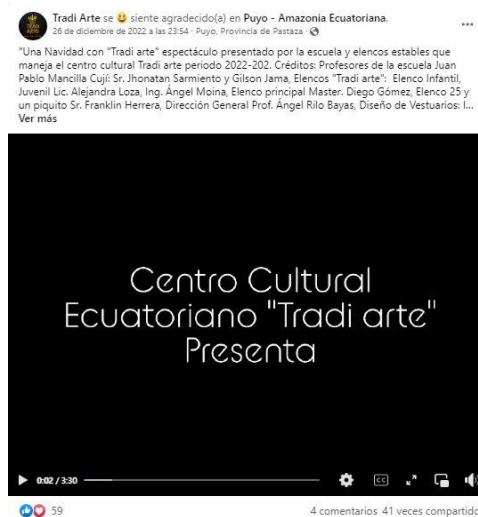 Tradi Arte se siente agradecido(a) en Puyo - Amazonia Ecuatoriana.
26 de diciembre de 2022 a las 23:54 · Puyo, Provincia de Pastaza ·
"Una Navidad con "Tradi arte" espectáculo presentado por la escuela y elencos estables que
maneja el centro cultural Tradi arte periodo 2022-202. Créditos: Profesores de la escuela Juan
Pablo Mancilla Cují: Sr. Jhonatan Sarmiento y Gilson Jama, Elencos "Tradi arte": Elenco Infantil,
Juvenil Lic. Alejandra Loza, Ing. Ángel Moina, Elenco principal Master. Diego Gómez, Elenco 25 y
un piquito Sr. Franklin Herrera, Dirección General Prof. Ángel Rilo Bayas, Diseño de Vestuarios: I...
Ver más
Centro Cultural
Ecuatoriano "Tradi arte"
Presenta
0:02 / 3:30
CC
59
4 comentarios 41 veces compartido